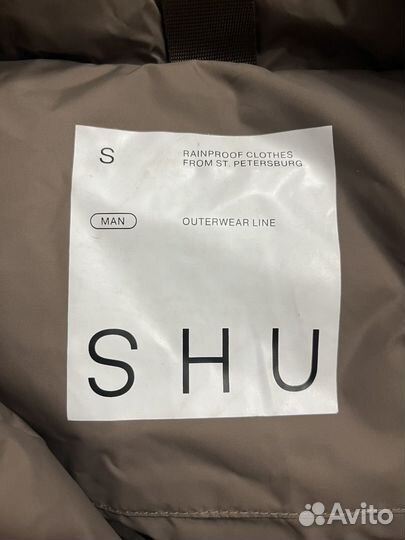 S
RAINPROOF CLOTHES
FROM ST. PETERSBURG
MAN
OUTERWEAR LINE
SHU
Avito